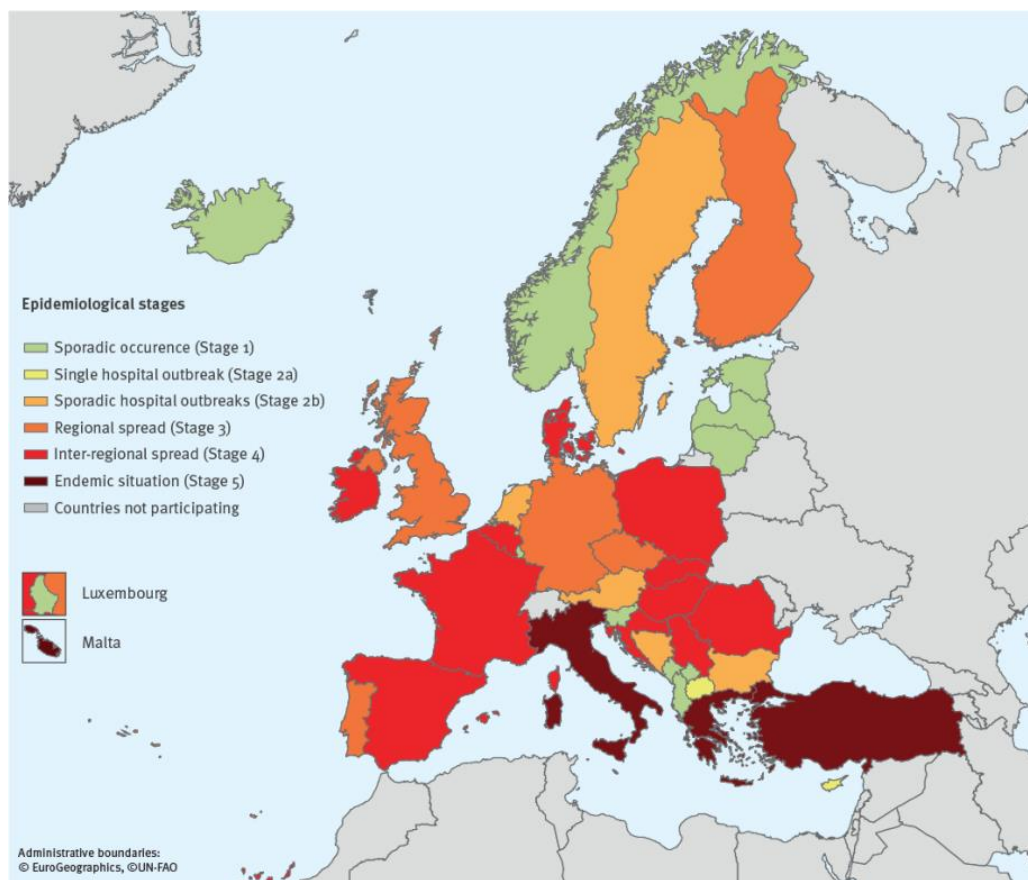 Epidemiological stages
Sporadic occurence (Stage 1)
Single hospital outbreak (Stage 2a)
Sporadic hospital outbreaks (Stage 2b)
Regional spread (Stage 3)
Inter-regional spread (Stage 4)
Endemic situation (Stage 5)
Countries not participating
Luxembourg
Malta
Administrative boundaries:
© EuroGeographics, ©UN-FAO